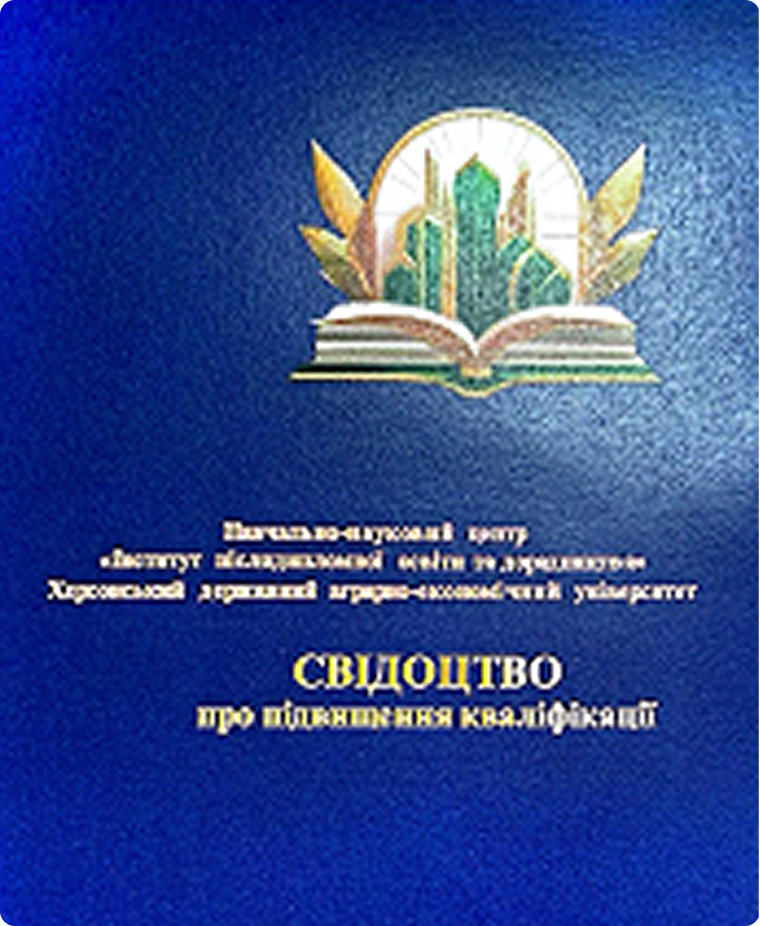 Навчально-науковий центр
«Інститут післядипломної освіти та дорадництва»
Херсонський державний аграрно-економічний університет
СВІДОЦТВО
про підвищення кваліфікації